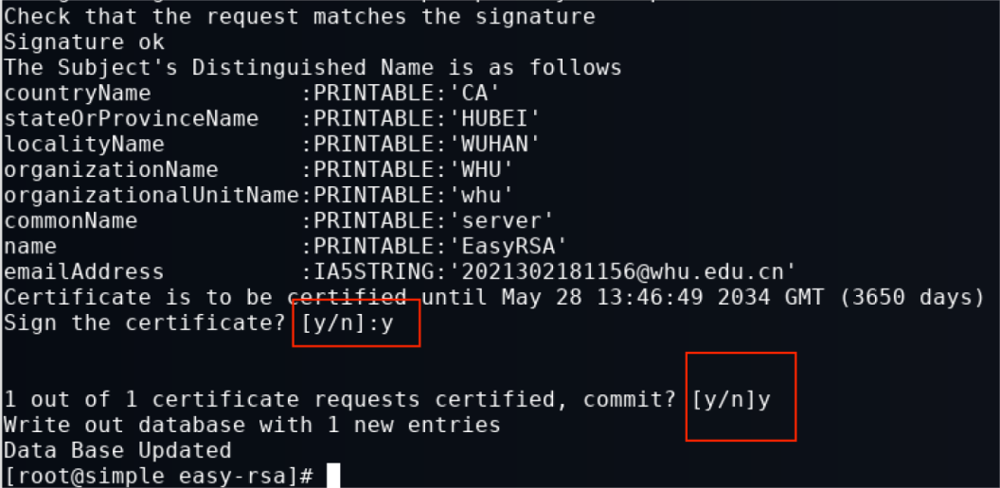 Check that the request matches the signature
Signature ok
The Subject's Distinguished Name is as follows
countryName           :PRINTABLE:'CA'
stateOrProvinceName   :PRINTABLE:'HUBEI'
localityName          :PRINTABLE:'WUHAN'
organizationName      :PRINTABLE:'WHU'
organizationalUnitName:PRINTABLE:'whu'
commonName            :PRINTABLE:'server'
name                  :PRINTABLE:'EasyRSA'
emailAddress          :IA5STRING:'2021302181156@whu.edu.cn'
Certificate is to be certified until May 28 13:46:49 2034 GMT (3650 days)
Sign the certificate? [y/n]:y
1 out of 1 certificate requests certified, commit? [y/n]y
Write out database with 1 new entries
Data Base Updated
[root@simple easy-rsa]#